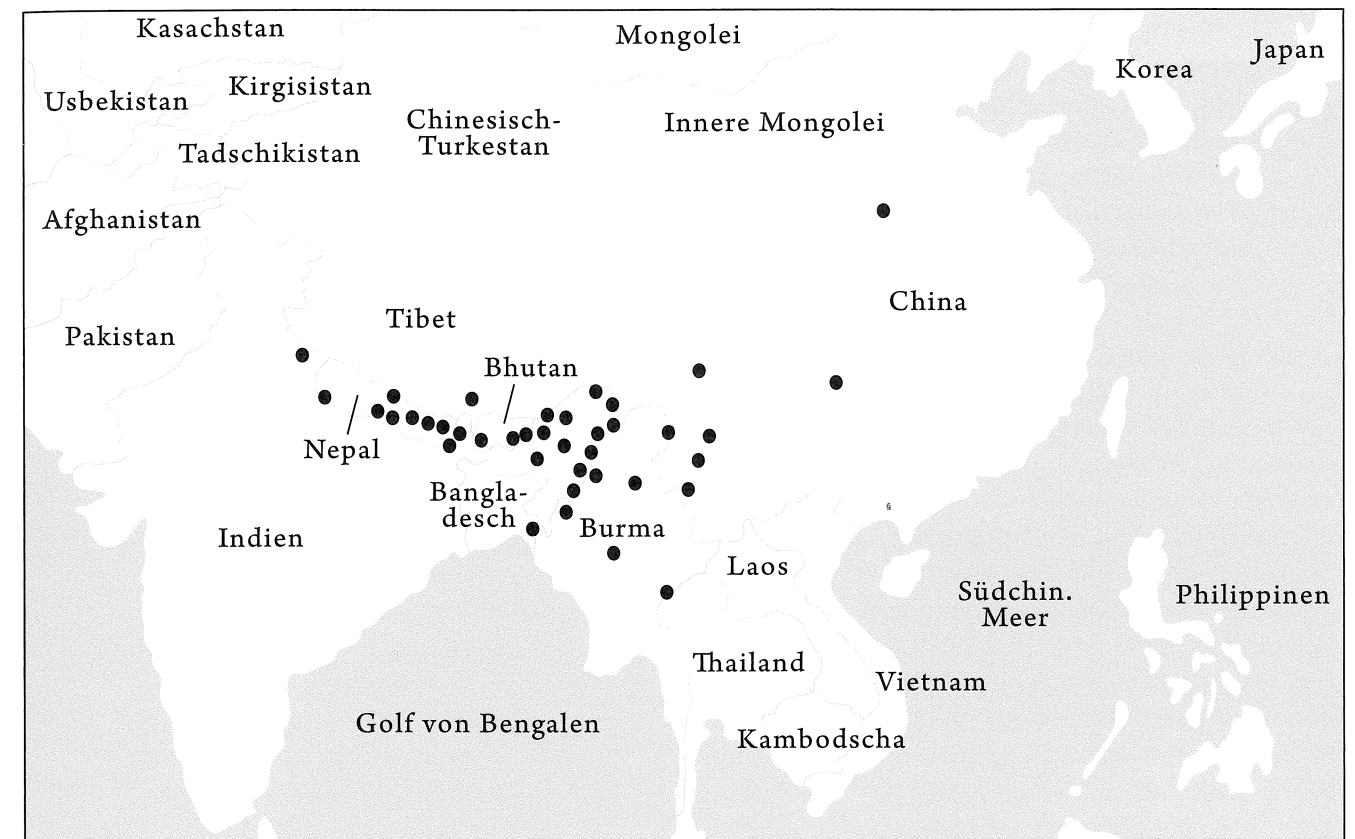 Kasachstan
Mongolei
Japan
Korea
Kirgisistan
Usbekistan
Chinesisch-
Turkestan
Innere Mongolei
Tadschikistan
Afghanistan
China
Tibet
Pakistan
Bhutan
Nepal
Bangla-
desch
Burma
Indien
Laos
Südchin.
Meer
Philippinen
Thailand
Vietnam
Golf von Bengalen
Kambodscha